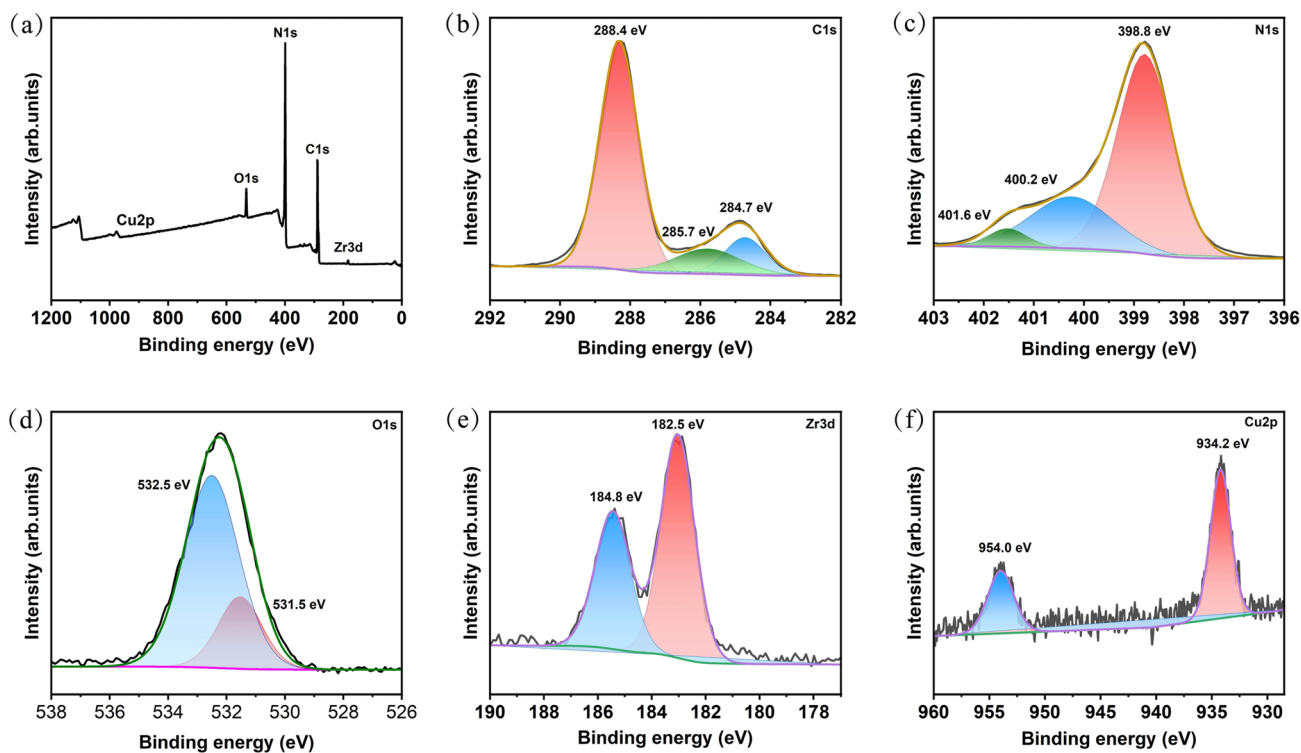 (a)
N1s
C1s
O1s
Cu2p
Zr3d
Intensity (arb.units)
1200 1000 800 600 400 200 0
Binding energy (eV)
(b)
C1s
288.4 eV
285.7 eV
284.7 eV
Intensity (arb.units)
292 290 288 286 284 282
Binding energy (eV)
(c)
N1s
398.8 eV
400.2 eV
401.6 eV
Intensity (arb.units)
403 402 401 400 399 398 397 396
Binding energy (eV)
(d)
O1s
532.5 eV
531.5 eV
Intensity (arb.units)
538 536 534 532 530 528 526
Binding energy (eV)
(e)
Zr3d
182.5 eV
184.8 eV
Intensity (arb.units)
190 188 186 184 182 180 178
Binding energy (eV)
(f)
Cu2p
934.2 eV
954.0 eV
Intensity (arb.units)
960 955 950 945 940 935 930
Binding energy (eV)